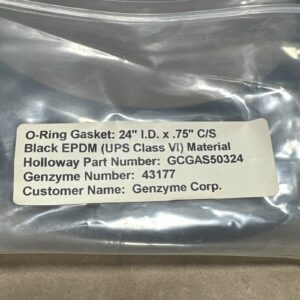 O-Ring Gasket: 24" I.D. x .75" C/S
Black EPDM (UPS Class VI) Material
Holloway Part Number: GCGAS50324
Genzyme Number: 43177
Customer Name: Genzyme Corp.